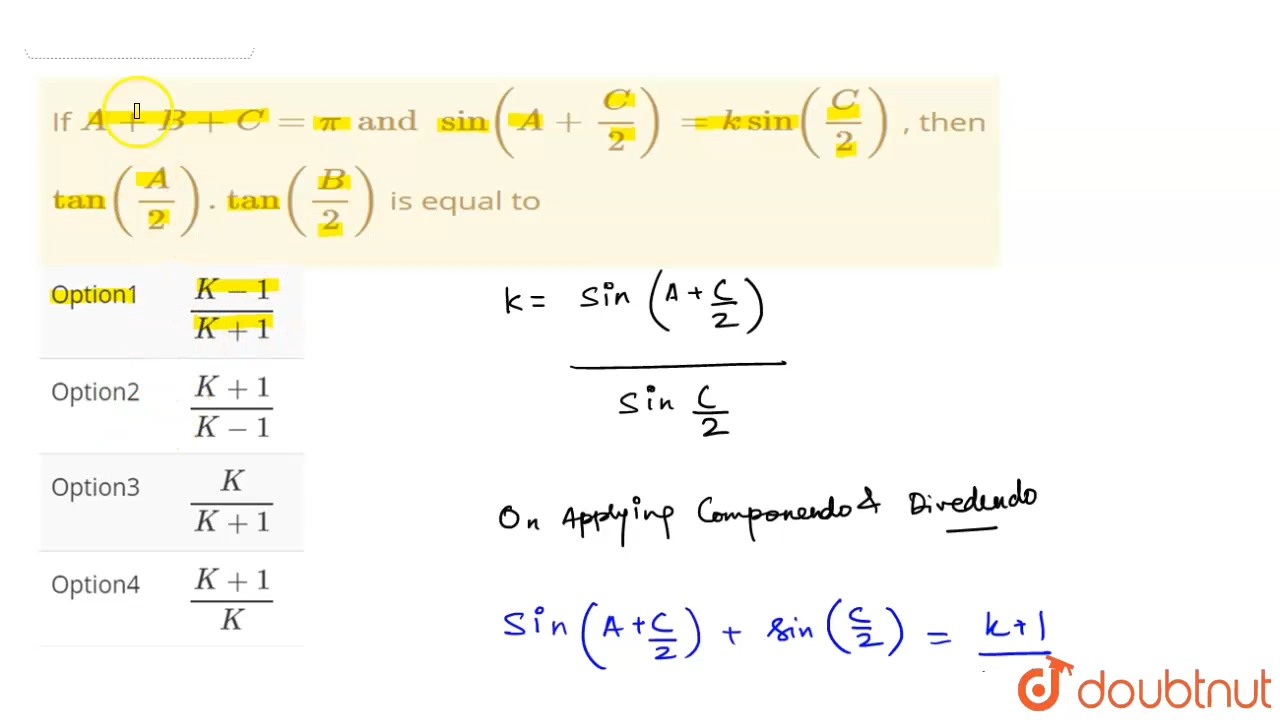 If A + B + C = π and sin(A + C/2) = k sin(C/2) , then
tan(A/2). tan(B/2) is equal to
Option1 K − 1/K + 1
Option2 K + 1/K − 1
Option3 K/K + 1
Option4 K + 1/K
k = sin (A + C/2)
sin C/2
On Applying Componendo & Dividendo
Sin (A + C/2) + sin (C/2) = k+1
doubtnut